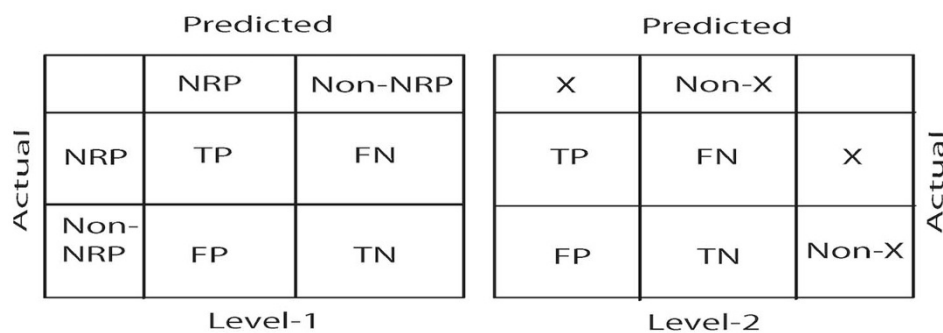 Predicted
NRP Non-NRP
Actual
NRP TP FN
Non-
NRP FP TN
Level-1
Predicted
X Non-X
TP FN X
FP TN Non-X
Actual
Level-2